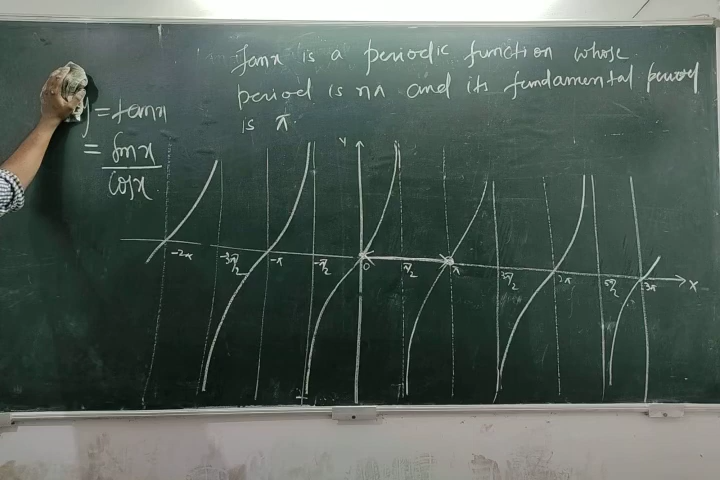 tanx is a periodic function whose
period is nπ and its fundamental period
is π
y = tanx
= sinx
cosx
Y
-2π -3π/2 -π -π/2 0 π/2 π 3π/2 2π 5π/2 3π X